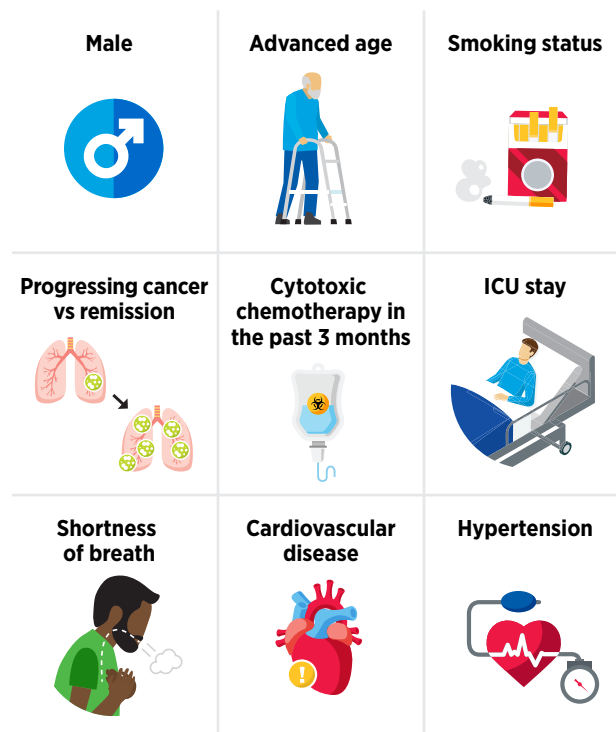 Male
Advanced age
Smoking status
Progressing cancer
vs remission
Cytotoxic
chemotherapy in
the past 3 months
ICU stay
Shortness
of breath
Cardiovascular
disease
Hypertension
!